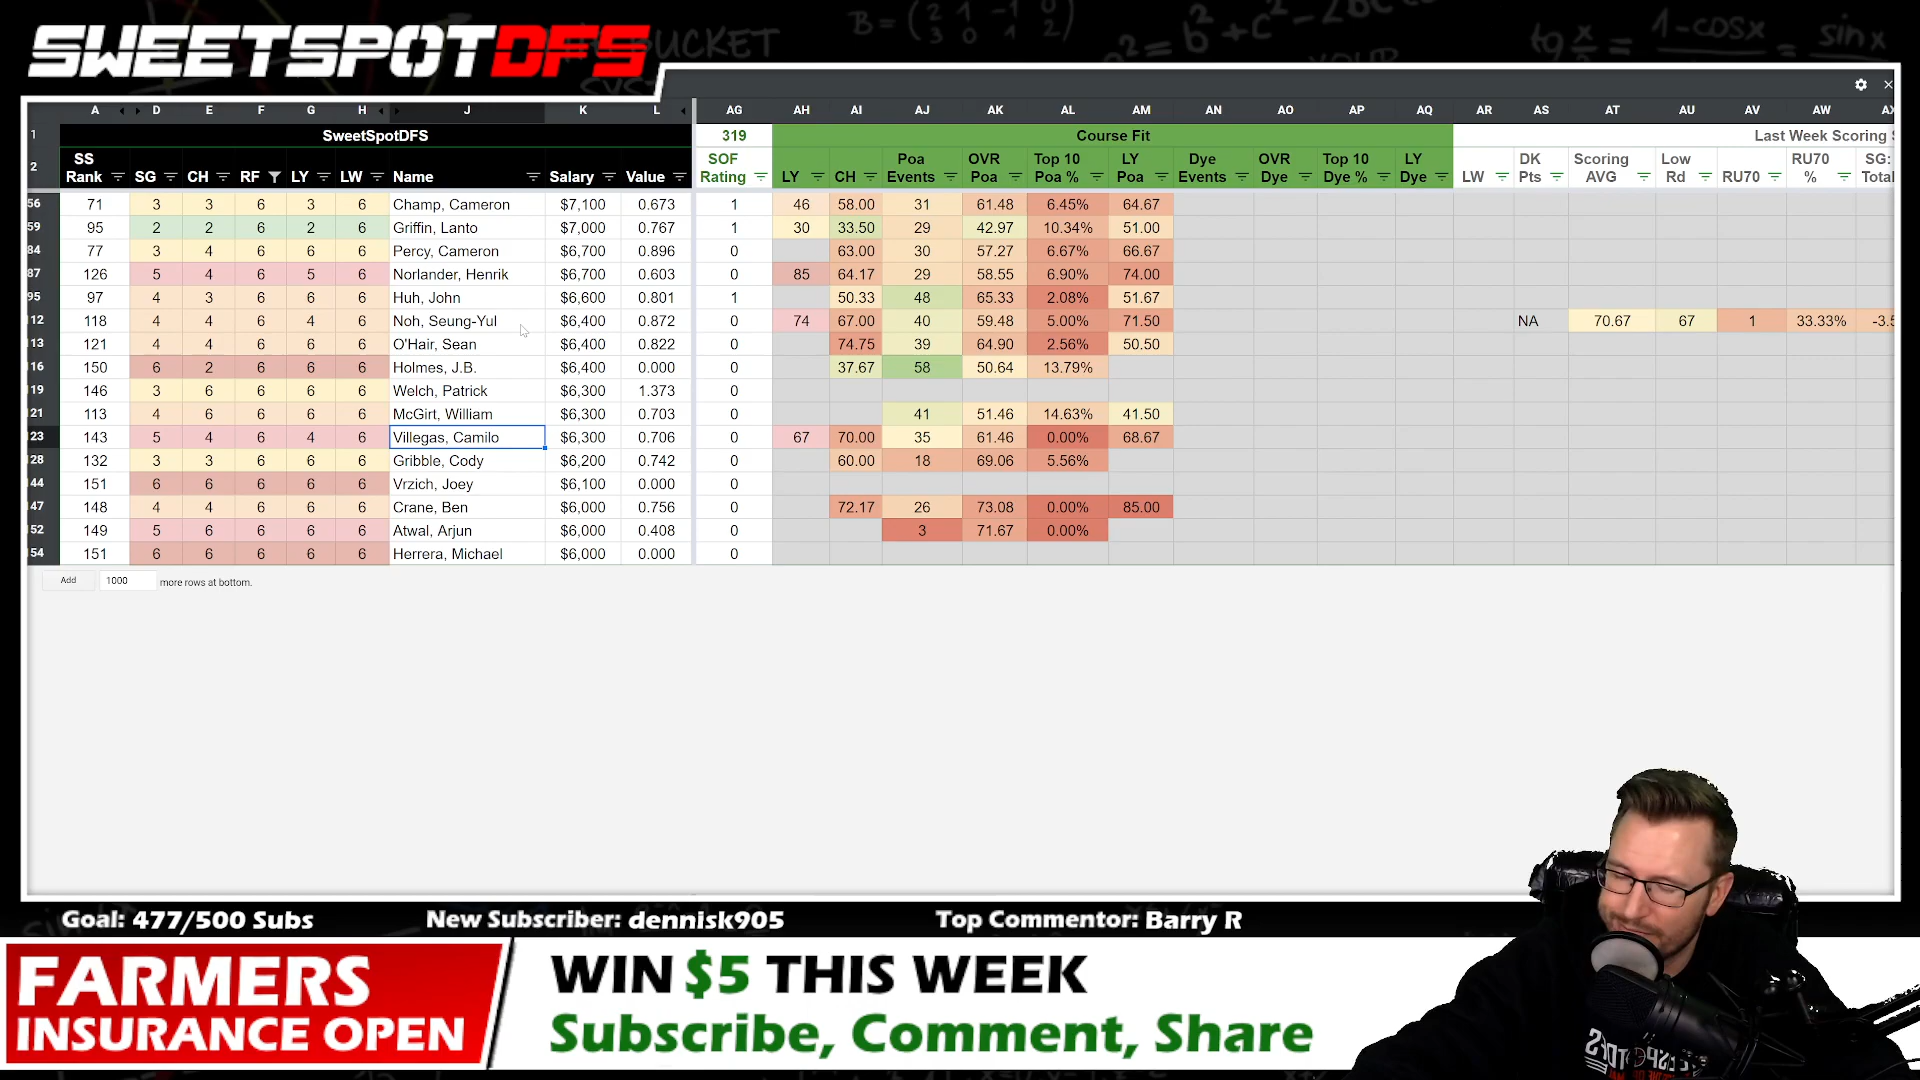 SWEETSPOTDFS
BUCKET
A D E F G H J K L AG AH AI AJ AK AL AM AN AO AP AQ AR AS AT AU AV AW AX
1 SweetSpotDFS 319 Course Fit Last Week Scoring
2 SS Rank SG CH RF LY LW Name Salary Value SOF Rating LY CH Poa Events OVR Poa Top 10 Poa % LY Poa Dye Events OVR Dye Top 10 Dye % LY Dye LW DK Pts Scoring AVG Low Rd RU70 RU70 % SG: Total
56 71 3 3 6 3 6 Champ, Cameron $7,100 0.673 1 46 58.00 31 61.48 6.45% 64.67
59 95 2 2 6 2 6 Griffin, Lanto $7,000 0.767 1 30 33.50 29 42.97 10.34% 51.00
84 77 3 4 6 6 6 Percy, Cameron $6,700 0.896 0 63.00 30 57.27 6.67% 66.67
87 126 5 4 6 5 6 Norlander, Henrik $6,700 0.603 0 85 64.17 29 58.55 6.90% 74.00
95 97 4 3 6 6 6 Huh, John $6,600 0.801 1 50.33 48 65.33 2.08% 51.67
112 118 4 4 6 4 6 Noh, Seung-Yul $6,400 0.872 0 74 67.00 40 59.48 5.00% 71.50 NA 70.67 67 1 33.33% -3.5
113 121 4 4 6 6 6 O'Hair, Sean $6,400 0.822 0 74.75 39 64.90 2.56% 50.50
116 150 6 2 6 6 6 Holmes, J.B. $6,400 0.000 0 37.67 58 50.64 13.79%
119 146 3 6 6 6 6 Welch, Patrick $6,300 1.373 0
121 113 4 6 6 6 6 McGirt, William $6,300 0.703 0 41 51.46 14.63% 41.50
123 143 5 4 6 4 6 Villegas, Camilo $6,300 0.706 0 67 70.00 35 61.46 0.00% 68.67
128 132 3 3 6 6 6 Gribble, Cody $6,200 0.742 0 60.00 18 69.06 5.56%
144 151 6 6 6 6 6 Vrzich, Joey $6,100 0.000 0
147 148 4 4 6 6 6 Crane, Ben $6,000 0.756 0 72.17 26 73.08 0.00% 85.00
152 149 5 6 6 6 6 Atwal, Arjun $6,000 0.408 0 3 71.67 0.00%
154 151 6 6 6 6 6 Herrera, Michael $6,000 0.000 0
Add 1000 more rows at bottom.
Goal: 477/500 Subs New Subscriber: dennisk905 Top Commentor: Barry R
FARMERS
INSURANCE OPEN
WIN $5 THIS WEEK
Subscribe, Comment, Share